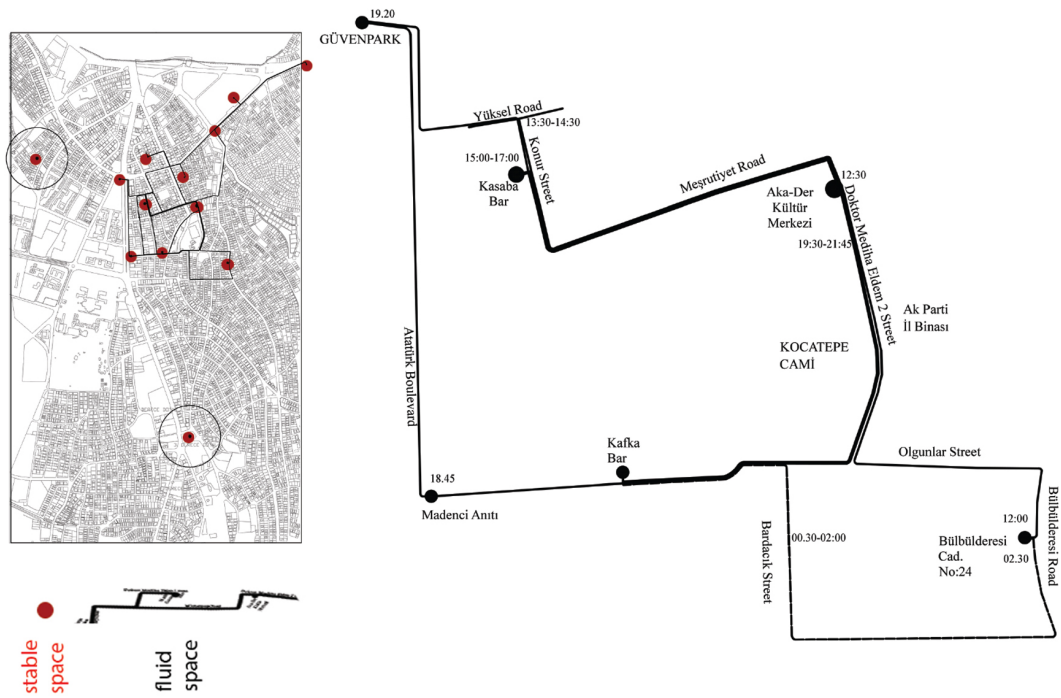 19.20
GÜVENPARK
Yüksel Road
13:30-14:30
Konur Street
15:00-17:00
Kasaba
Bar
Meşrutiyet Road
12:30
Aka-Der
Kültür
Merkezi
19:30-21:45
Doktor Mediha Eldem 2 Street
Ak Parti
İl Binası
KOCATEPE
CAMİ
Atatürk Boulevard
Kafka
Bar
18.45
Madenci Anıtı
Olgunlar Street
Bardacık Street
00.30-02:00
12:00
Bülbülderesi
Cad.
No:24
02.30
Bülbülderesi Road
stable
space
fluid
space